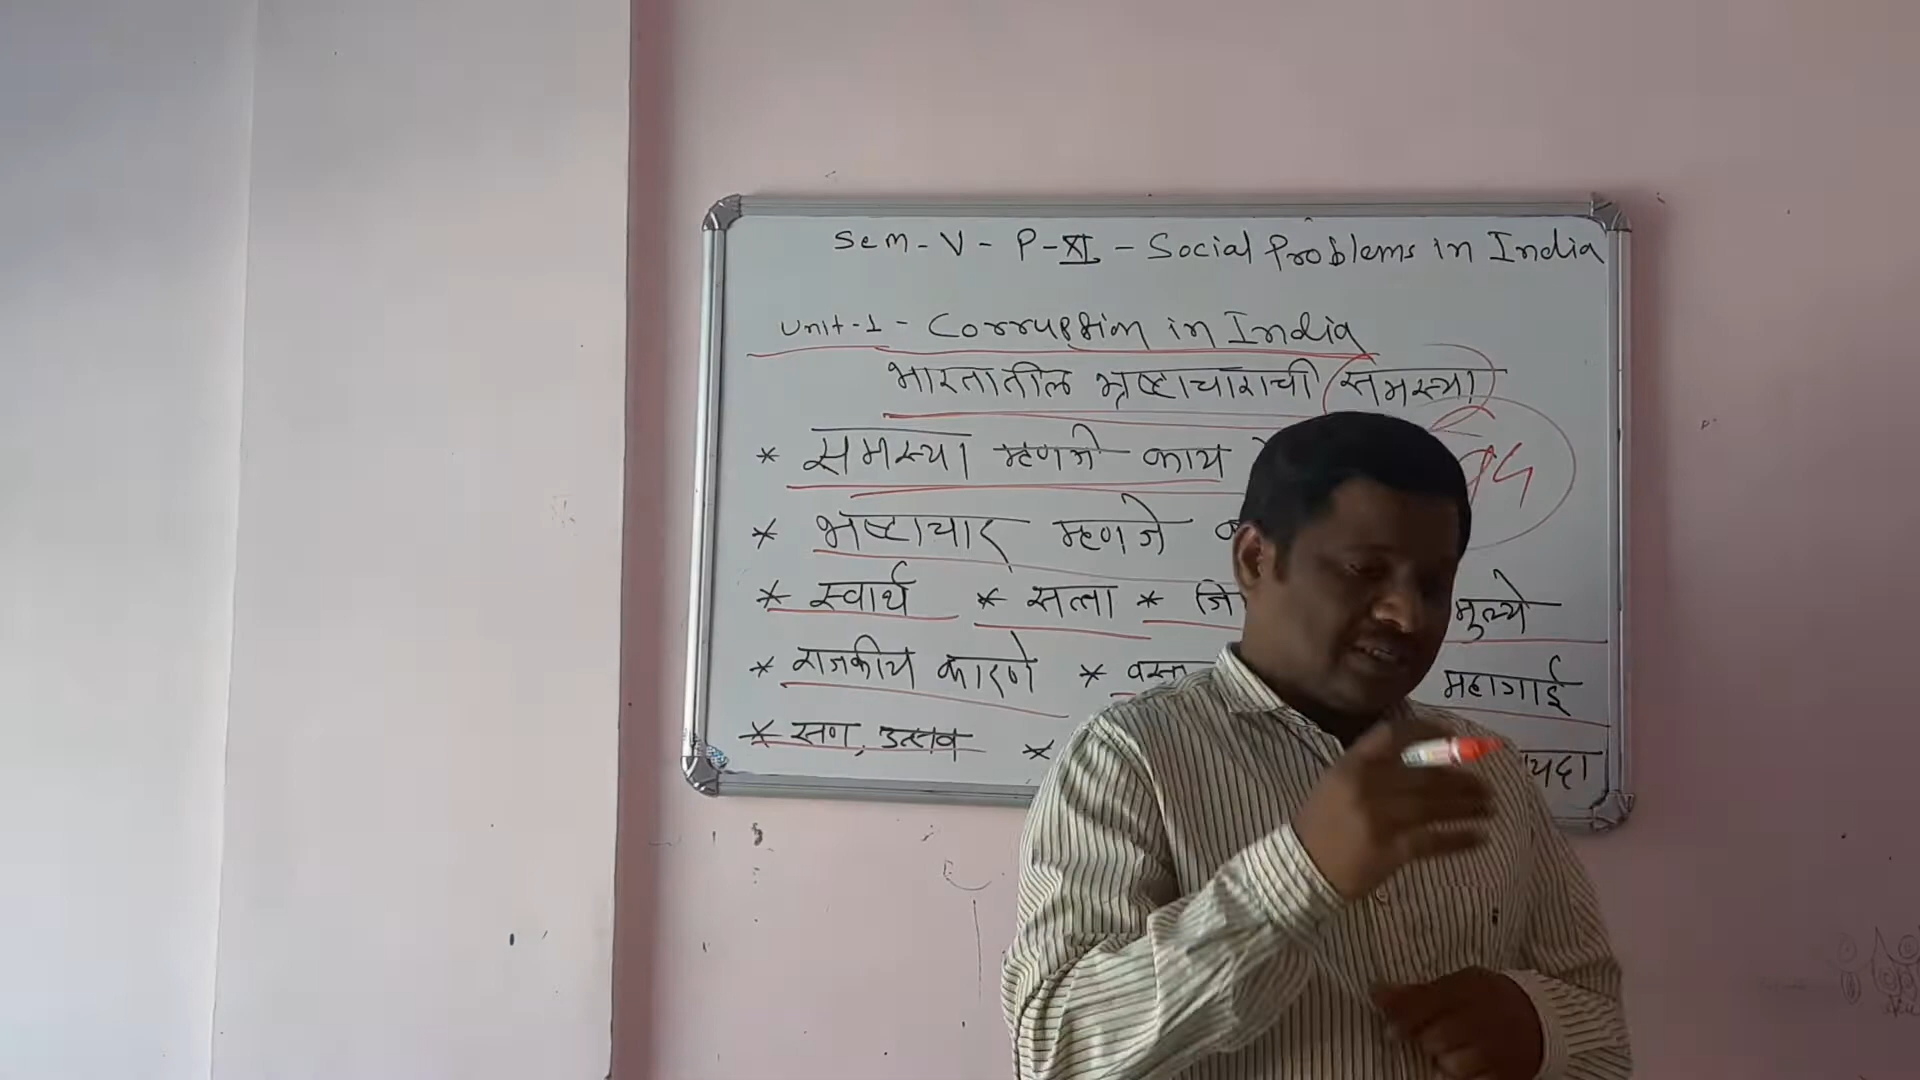 Sem - V - P - XI - Social Problems in India
Unit-1 - Corruption in India
भारतातील भ्रष्टाचाराची समस्या
* समस्या म्हणजे काय
* भ्रष्टाचार म्हणजे
* स्वार्थ * सत्ता * मुल्ये
* राजकीय कारणे * महागाई
* सण, उत्सव *